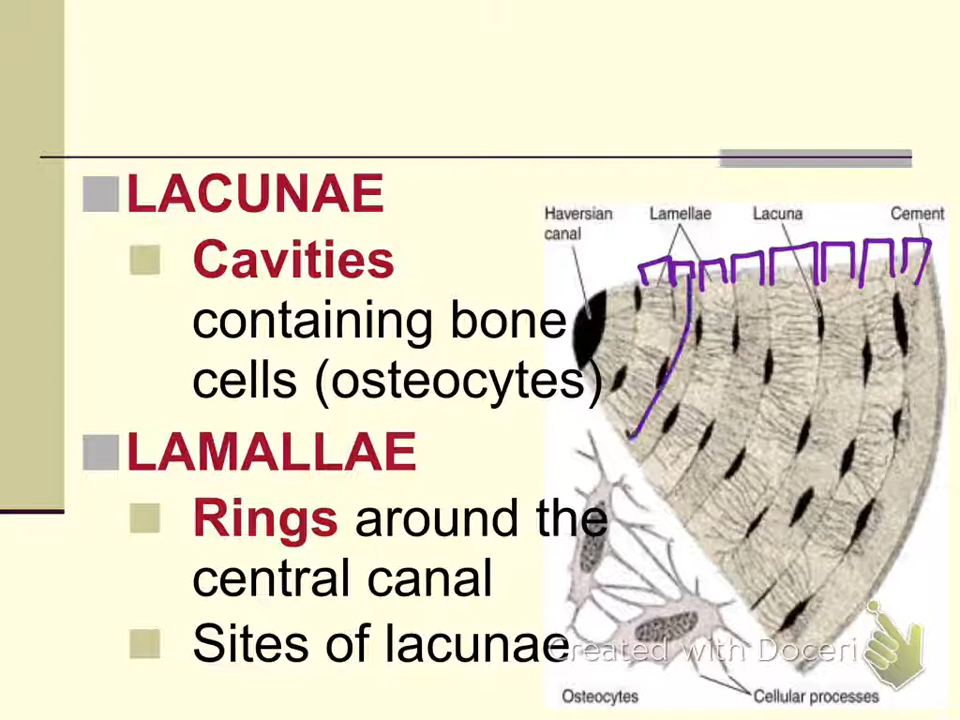 LACUNAE
Cavities
containing bone
cells (osteocytes)
LAMALLAE
Rings around the
central canal
Sites of lacunae
Haversian
canal
Lamellae
Lacuna
Cement
Osteocytes
Cellular processes
Created with Doceri